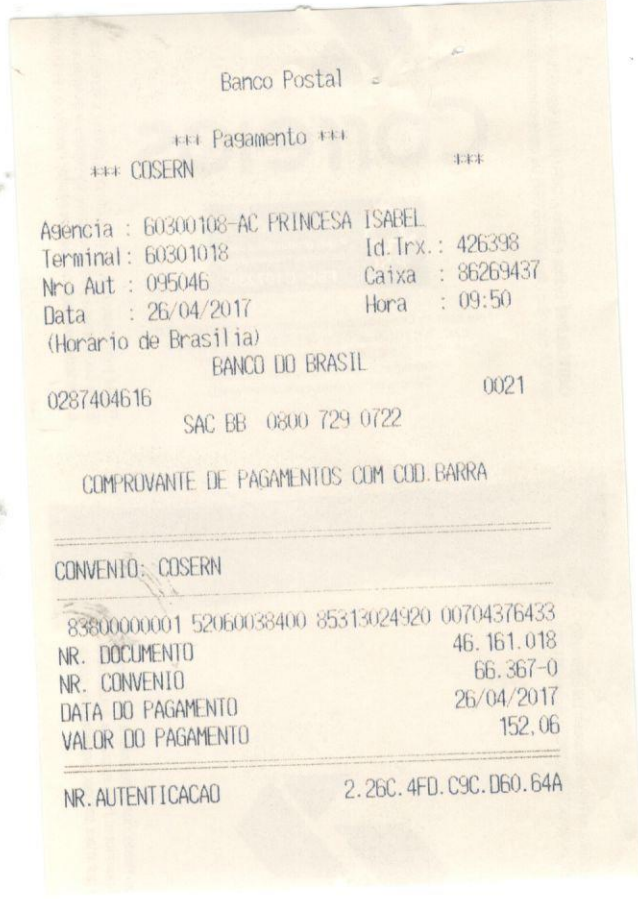 Banco Postal
*** Pagamento ***
*** COSERN ***
Agência : 60300108-AC PRINCESA ISABEL
Terminal: 60301018 Id.Trx.: 426398
Nro Aut : 095046 Caixa : 86269437
Data : 26/04/2017 Hora : 09:50
(Horário de Brasília)
BANCO DO BRASIL
0287404616 0021
SAC BB 0800 729 0722
COMPROVANTE DE PAGAMENTOS COM COD.BARRA
CONVENIO: COSERN
83800000001 52060038400 85313024920 00704376433
NR. DOCUMENTO 46.161.018
NR. CONVENIO 66.367-0
DATA DO PAGAMENTO 26/04/2017
VALOR DO PAGAMENTO 152,06
NR.AUTENTICACAO 2.26C.4FD.C9C.D60.64A